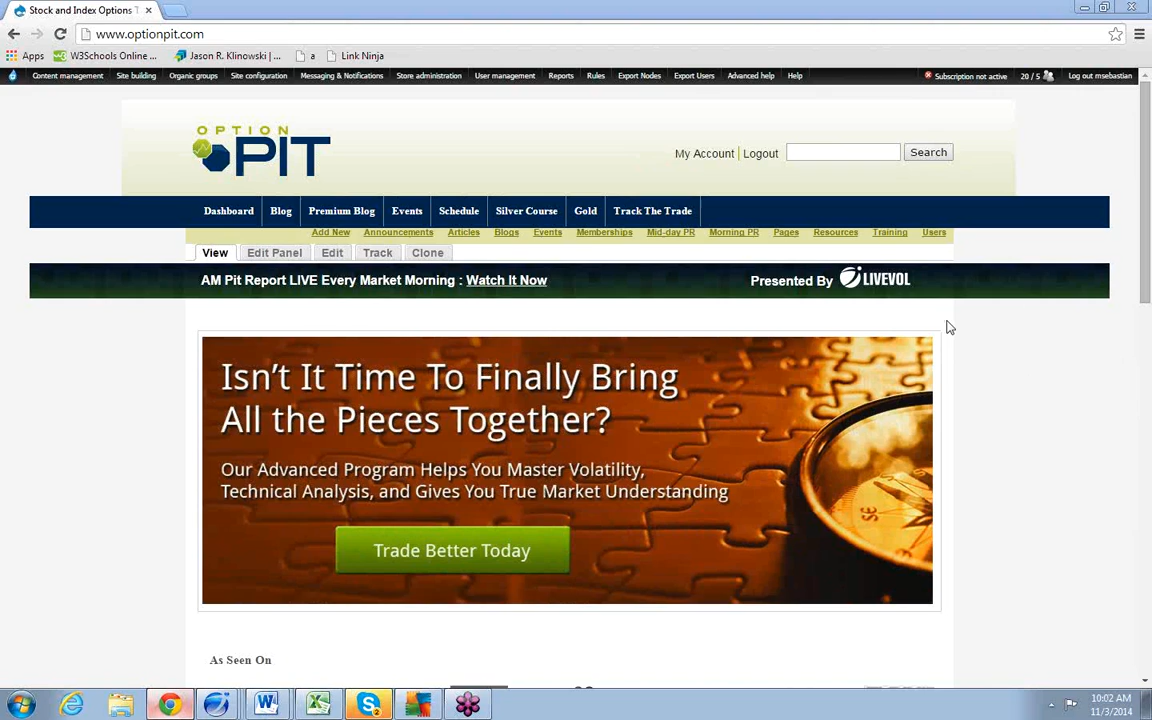 Stock and Index Options T
www.optionpit.com
Apps W3Schools Online ... Jason R. Klinowski | ... a Link Ninja
Content management Site building Organic groups Site configuration Messaging & Notifications Store administration User management Reports Rules Export Nodes Export Users Advanced help Help Subscription not active 20 / 5 Log out msebastian
OPTION
PIT
My Account Logout Search
Dashboard Blog Premium Blog Events Schedule Silver Course Gold Track The Trade
Add New Announcements Articles Blogs Events Memberships Mid-day PR Morning PR Pages Resources Training Users
View Edit Panel Edit Track Clone
AM Pit Report LIVE Every Market Morning : Watch It Now Presented By LIVEVOL
Isn't It Time To Finally Bring
All the Pieces Together?
Our Advanced Program Helps You Master Volatility,
Technical Analysis, and Gives You True Market Understanding
Trade Better Today
As Seen On
10:02 AM
11/3/2014